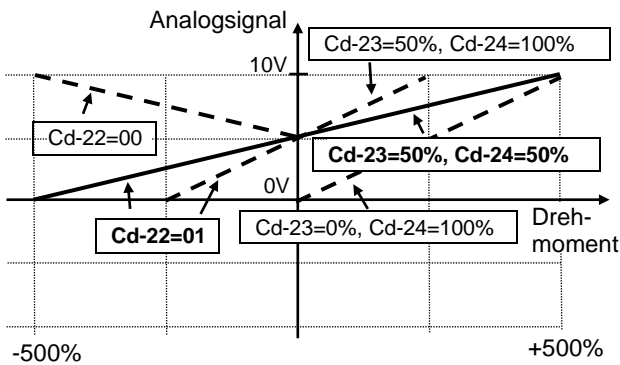 Analogsignal
Cd-23=50%, Cd-24=100%
10V
Cd-22=00
Cd-23=50%, Cd-24=50%
0V
Cd-22=01
Cd-23=0%, Cd-24=100%
Dreh-
moment
-500%
+500%